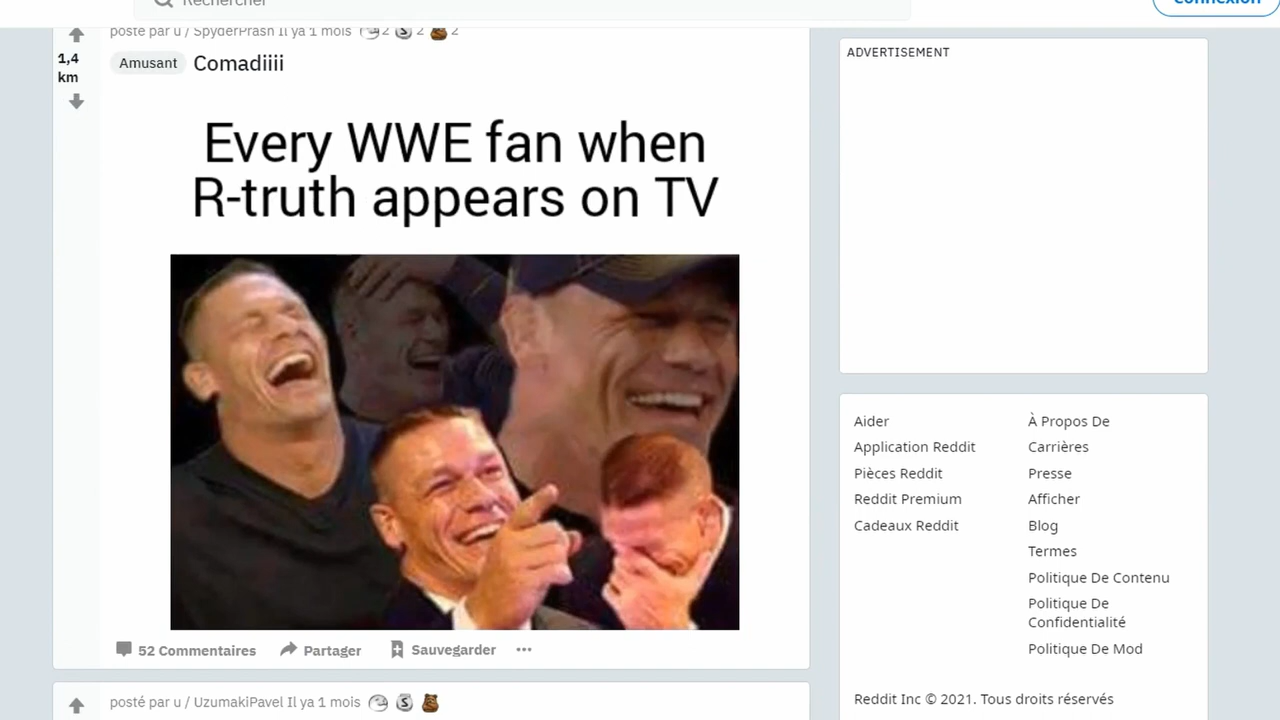 Rechercher
Connexion
posté par u / SpyderPrash Il ya 1 mois 2 2 2
1,4
km
Amusant Comadiiii
Every WWE fan when
R-truth appears on TV
52 Commentaires Partager Sauvegarder ...
posté par u / UzumakiPavel Il ya 1 mois
ADVERTISEMENT
Aider
Application Reddit
Pièces Reddit
Reddit Premium
Cadeaux Reddit
À Propos De
Carrières
Presse
Afficher
Blog
Termes
Politique De Contenu
Politique De
Confidentialité
Politique De Mod
Reddit Inc © 2021. Tous droits réservés